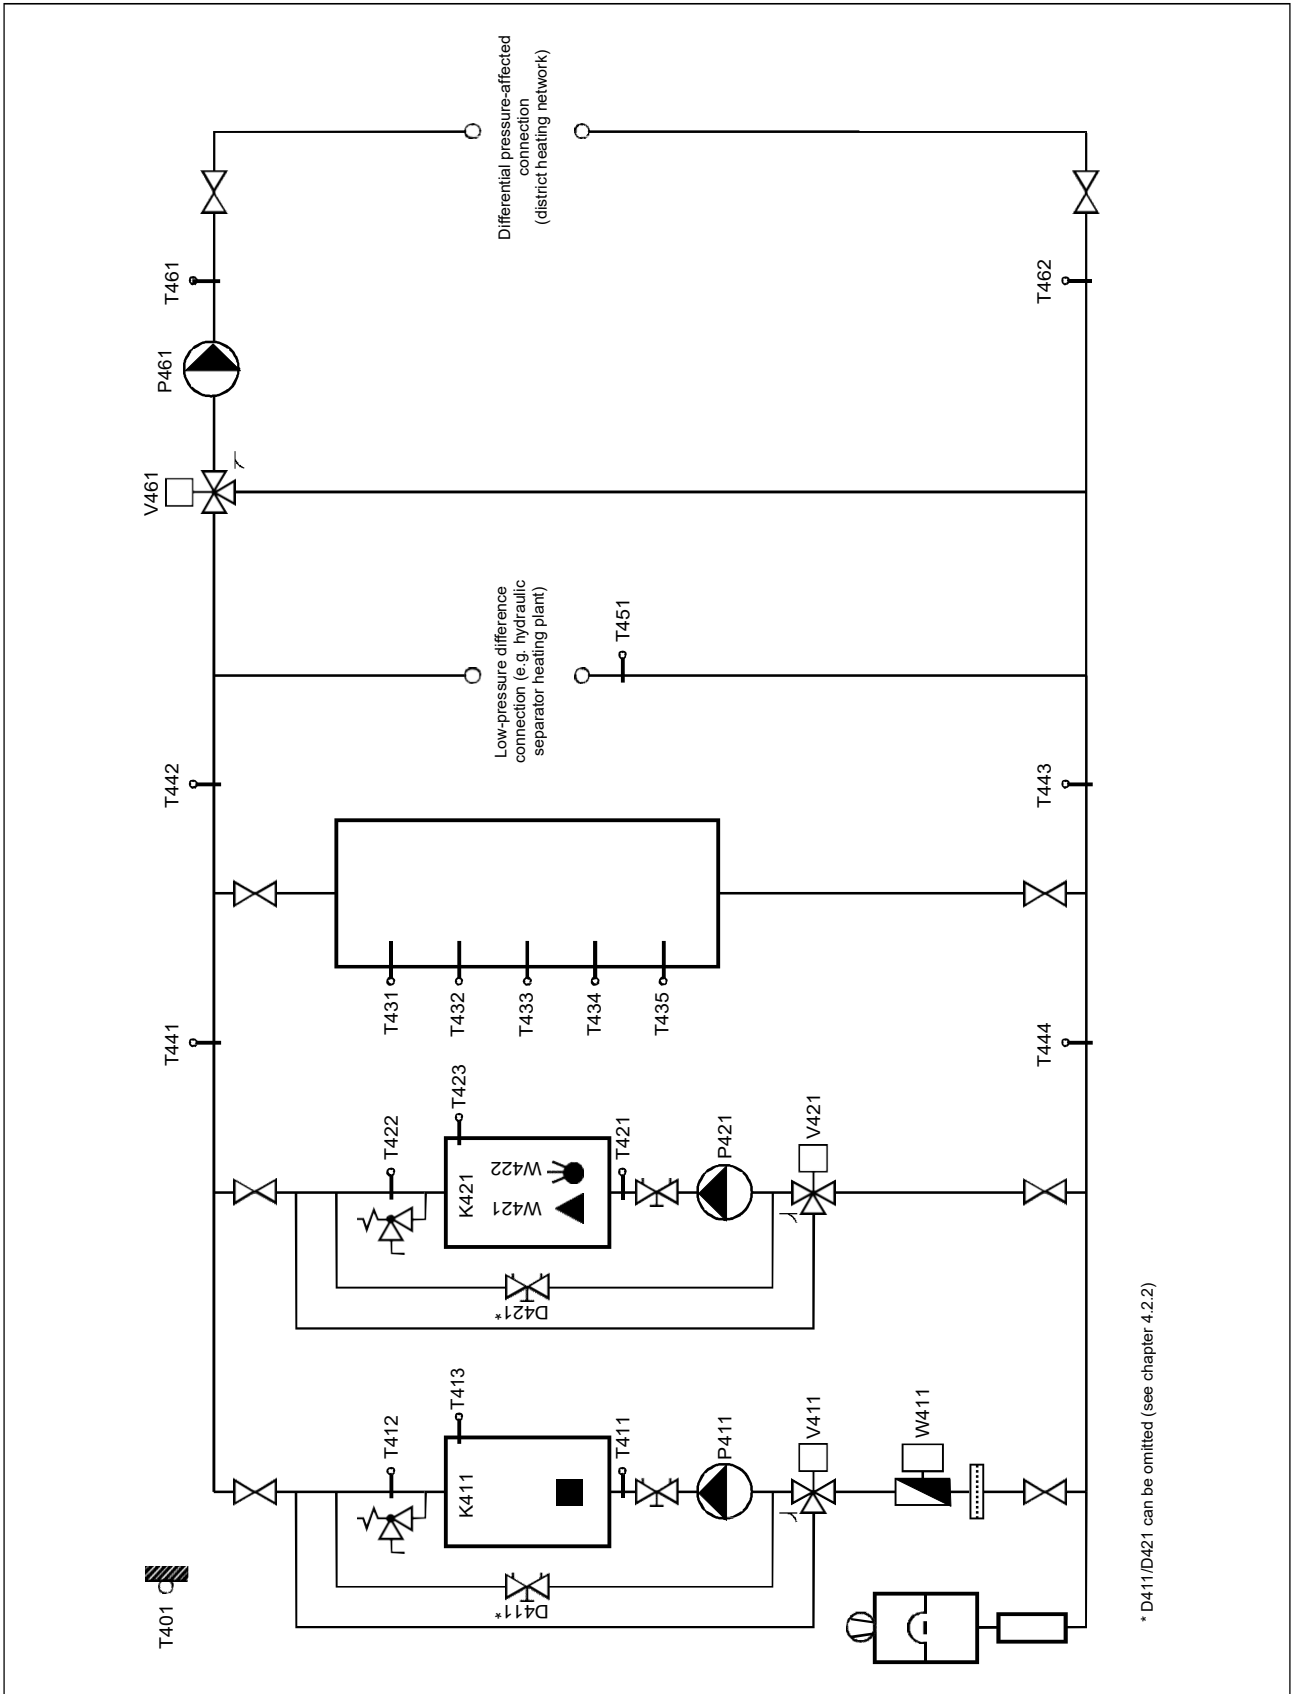 T401
T441
T442
V461
P461
T461
T412
T413
K411
T411
P411
V411
W411
D411*
T422
T423
K421
W421
W422
T421
P421
V421
D421*
T431
T432
T433
T434
T435
Low-pressure difference
connection (e.g. hydraulic
separator heating plant)
T451
Differential pressure-affected
connection
(district heating network)
T444
T443
T462
* D411/D421 can be omitted (see chapter 4.2.2)